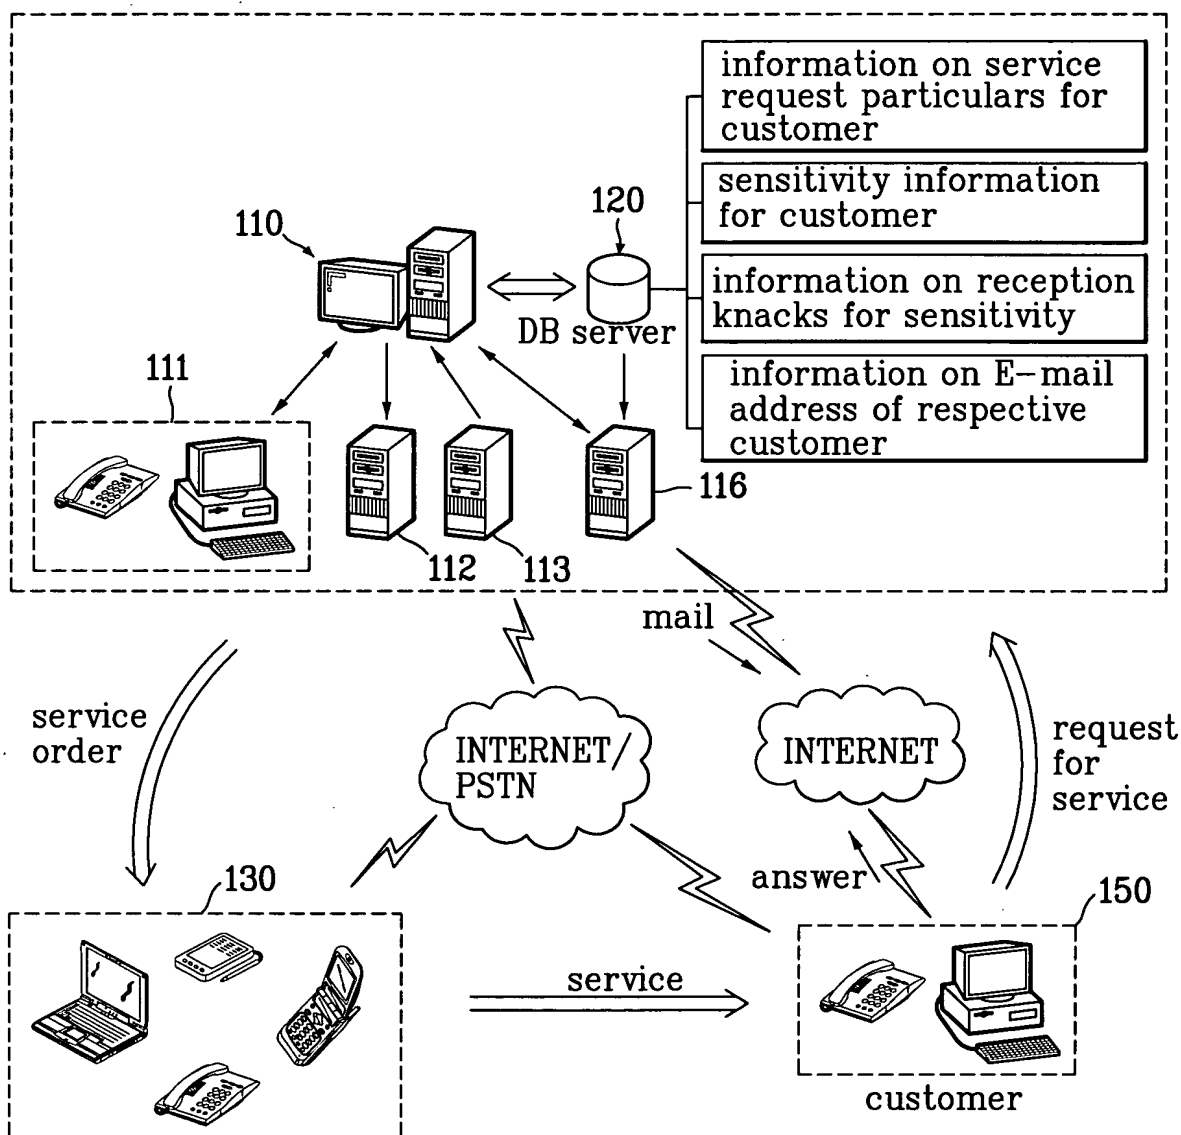 information on service
request particulars for
customer
sensitivity information
for customer
120
110
information on reception
knacks for sensitivity
DB server
111
information on E-mail
address of respective
customer
116
112
113
mail
service
order
INTERNET/
PSTN
INTERNET
request
for
service
answer
130
150
service
customer